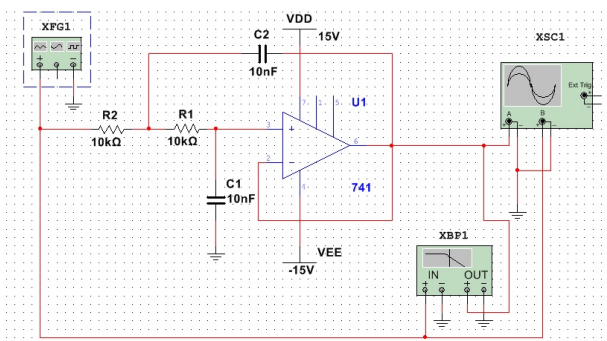 XFG1
C2
10nF
VDD
15V
XSC1
Ext Trig
A
B
R2
10kΩ
R1
10kΩ
C1
10nF
U1
741
7
1
5
3
2
6
4
VEE
-15V
XBP1
IN
OUT